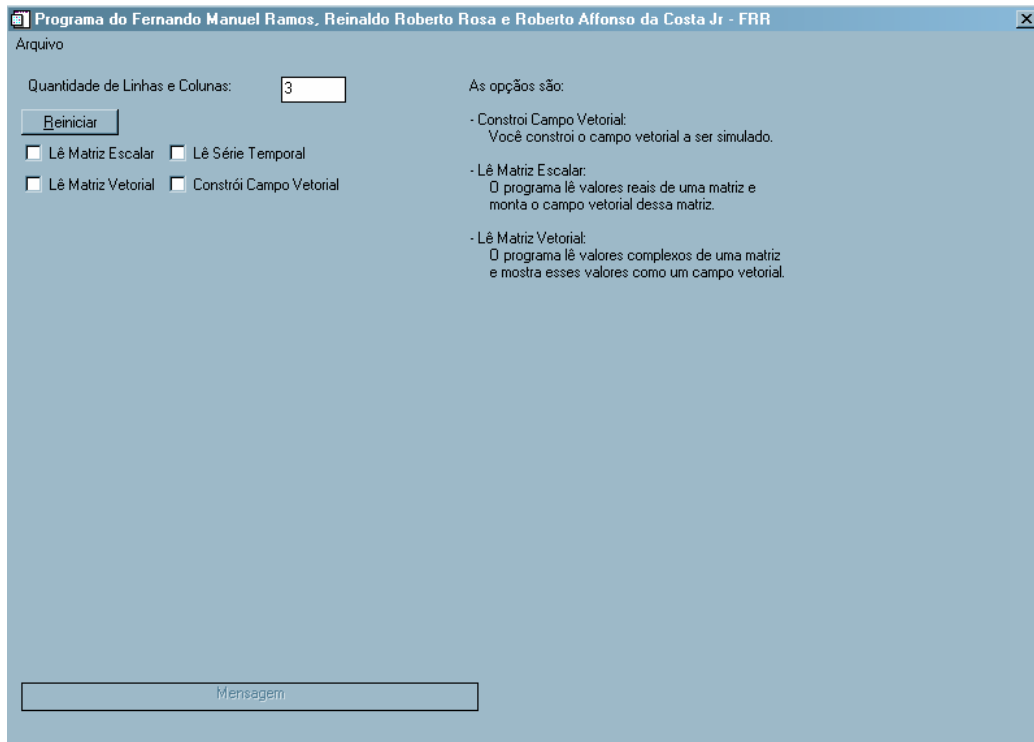 Programa do Fernando Manuel Ramos, Reinaldo Roberto Rosa e Roberto Affonso da Costa Jr - FRR
Arquivo
Quantidade de Linhas e Colunas: 3
Reiniciar
Lê Matriz Escalar Lê Série Temporal
Lê Matriz Vetorial Constrói Campo Vetorial
As opções são:
- Constroi Campo Vetorial:
Você constroi o campo vetorial a ser simulado.
- Lê Matriz Escalar:
O programa lê valores reais de uma matriz e
monta o campo vetorial dessa matriz.
- Lê Matriz Vetorial:
O programa lê valores complexos de uma matriz
e mostra esses valores como um campo vetorial.
Mensagem